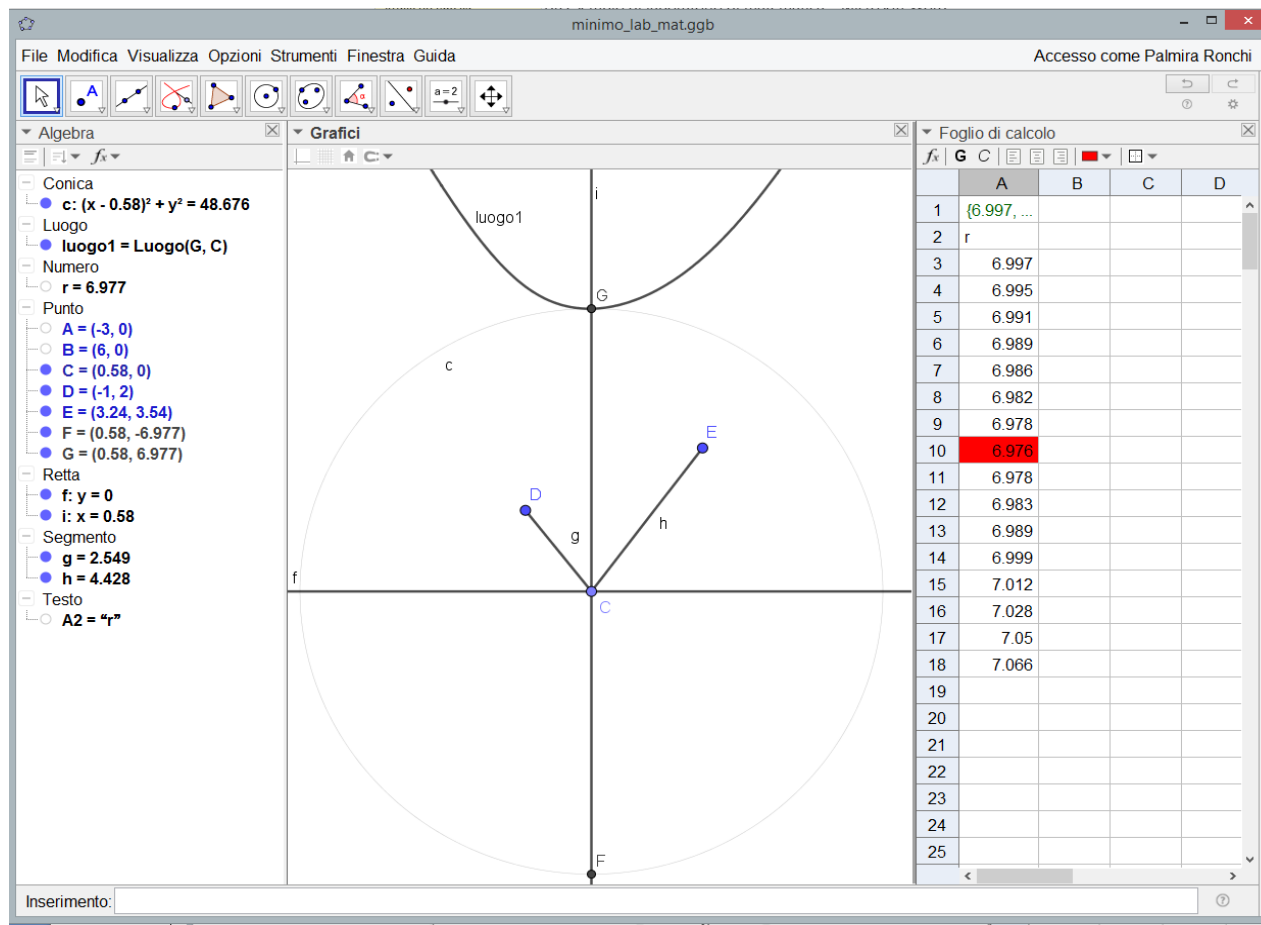 minimo_lab_mat.ggb
File Modifica Visualizza Opzioni Strumenti Finestra Guida
Accesso come Palmira Ronchi
A
α
a=2
Algebra
Grafici
Foglio di calcolo
fx
fx G C
Conica
c: (x - 0.58)² + y² = 48.676
Luogo
luogo1 = Luogo(G, C)
Numero
r = 6.977
Punto
A = (-3, 0)
B = (6, 0)
C = (0.58, 0)
D = (-1, 2)
E = (3.24, 3.54)
F = (0.58, -6.977)
G = (0.58, 6.977)
Retta
f: y = 0
i: x = 0.58
Segmento
g = 2.549
h = 4.428
Testo
A2 = “r”
i
luogo1
G
c
E
D
g
h
f
C
F
A B C D
1 {6.997, ...
2 r
3 6.997
4 6.995
5 6.991
6 6.989
7 6.986
8 6.982
9 6.978
10 6.976
11 6.978
12 6.983
13 6.989
14 6.999
15 7.012
16 7.028
17 7.05
18 7.066
19
20
21
22
23
24
25
Inserimento: